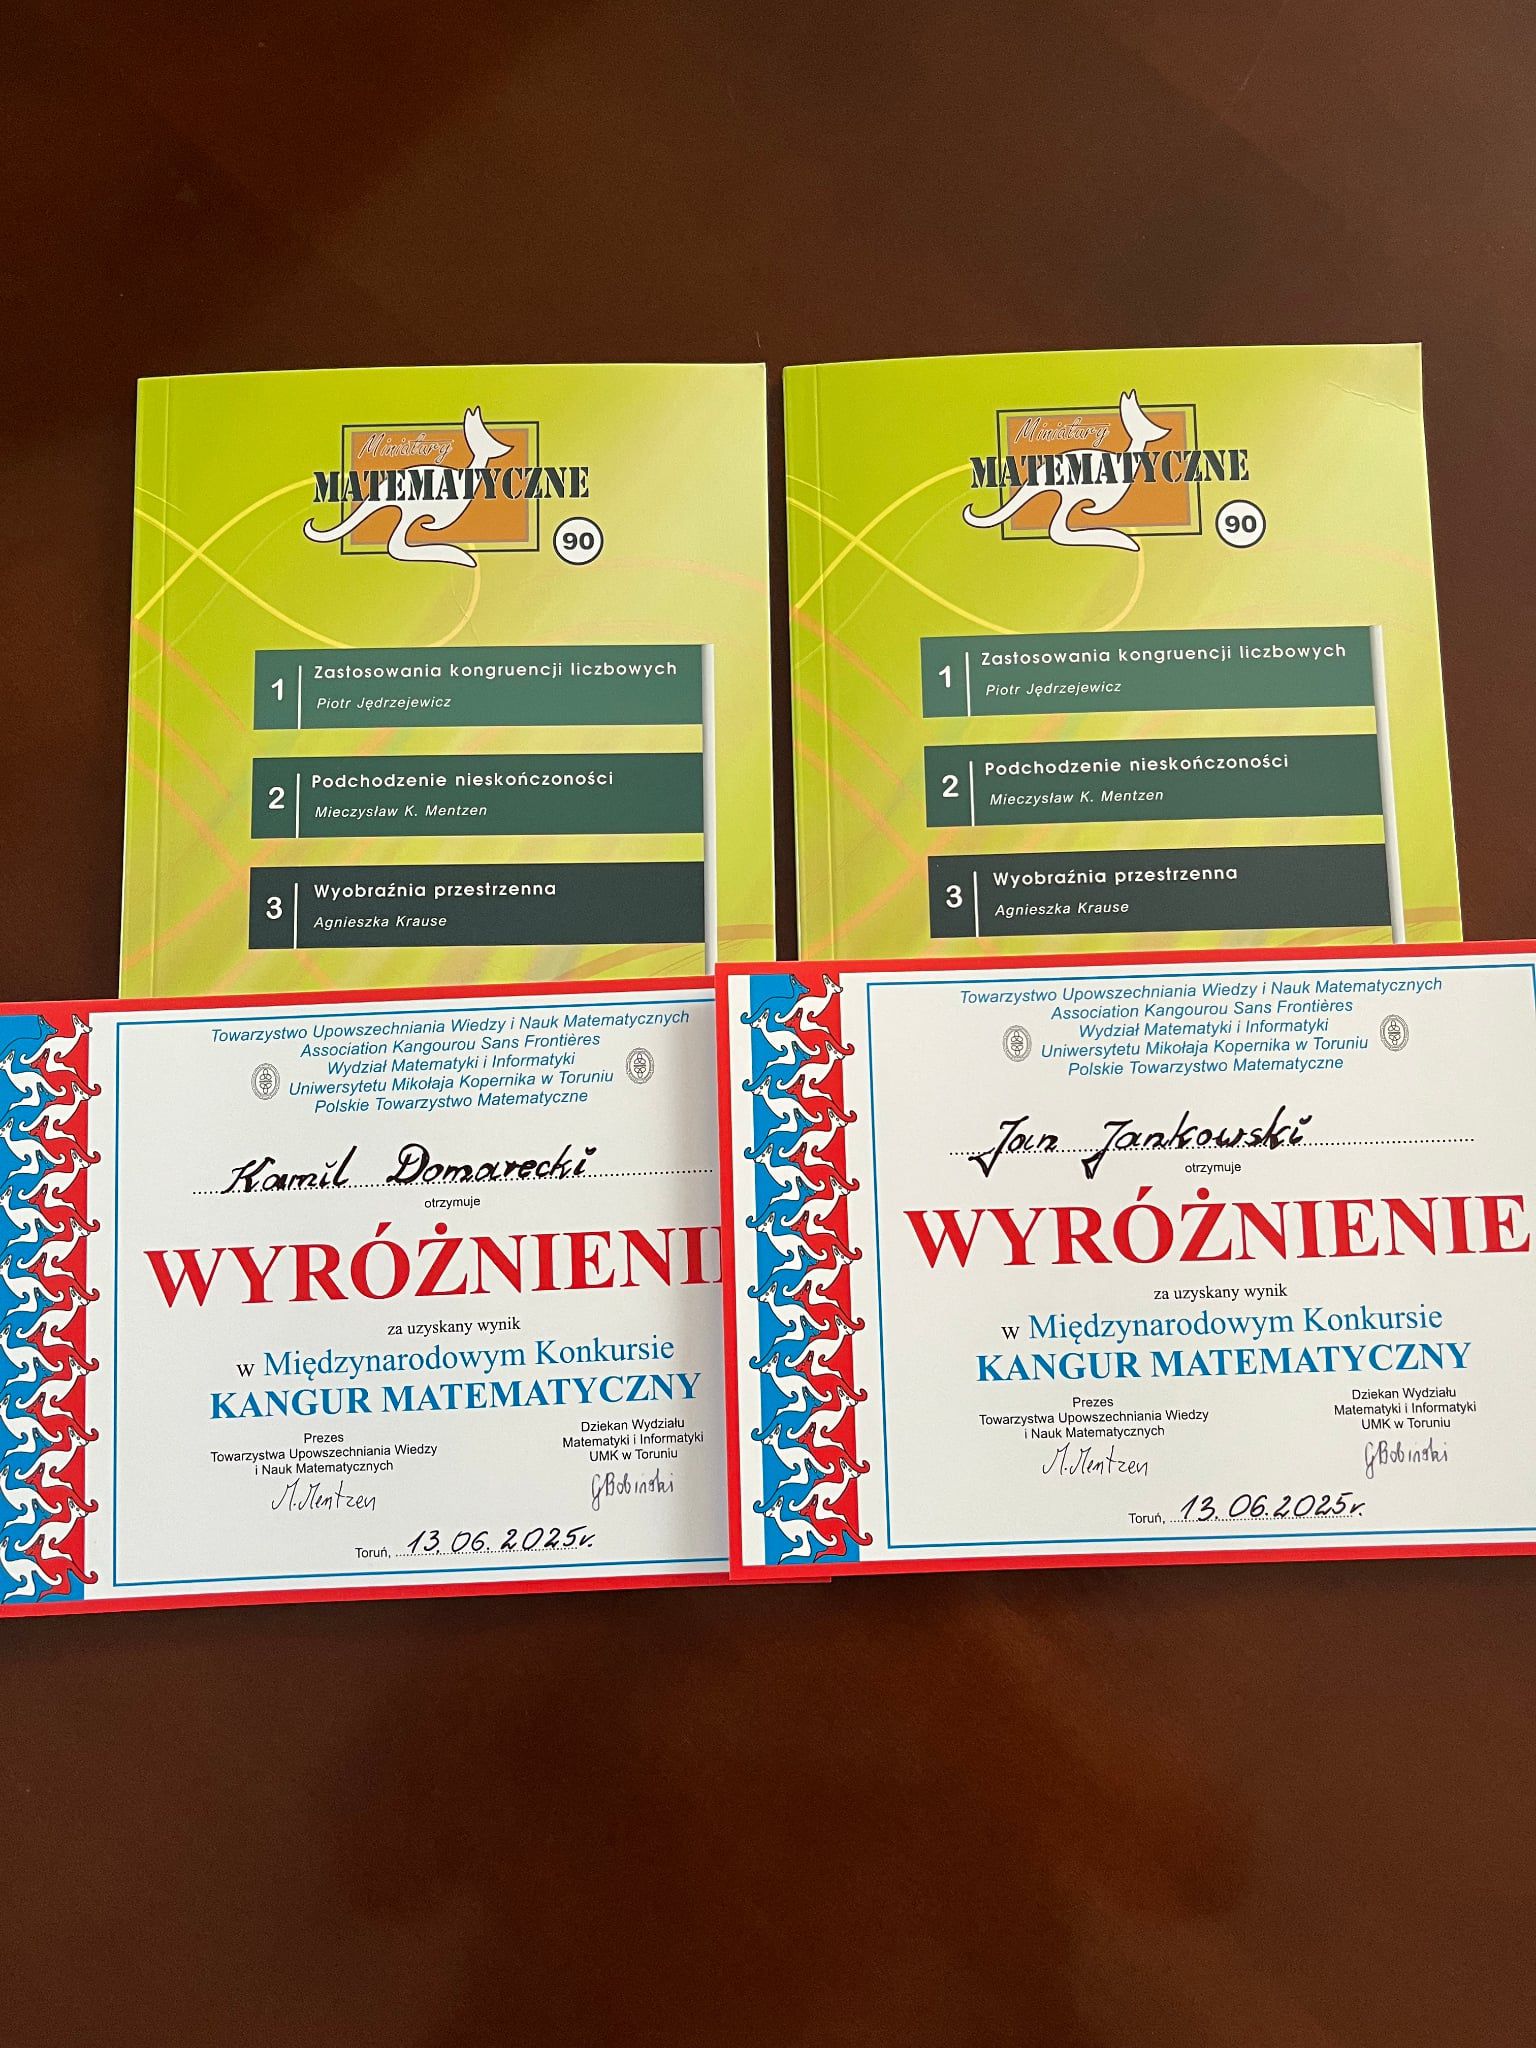 Miniatury
MATEMATYCZNE
90
1
Zastosowania kongruencji liczbowych
Piotr Jędrzejewicz
2
Podchodzenie nieskończoności
Mieczysław K. Mentzen
3
Wyobraźnia przestrzenna
Agnieszka Krause
Miniatury
MATEMATYCZNE
90
1
Zastosowania kongruencji liczbowych
Piotr Jędrzejewicz
2
Podchodzenie nieskończoności
Mieczysław K. Mentzen
3
Wyobraźnia przestrzenna
Agnieszka Krause
Towarzystwo Upowszechniania Wiedzy i Nauk Matematycznych
Association Kangourou Sans Frontières
Wydział Matematyki i Informatyki
Uniwersytetu Mikołaja Kopernika w Toruniu
Polskie Towarzystwo Matematyczne
Kamil Domarecki
otrzymuje
WYRÓŻNIENI
za uzyskany wynik
w Międzynarodowym Konkursie
KANGUR MATEMATYCZNY
Prezes
Towarzystwa Upowszechniania Wiedzy
i Nauk Matematycznych
M. Mentzen
Dziekan Wydziału
Matematyki i Informatyki
UMK w Toruniu
GBobiński
Toruń, 13.06.2025r.
Towarzystwo Upowszechniania Wiedzy i Nauk Matematycznych
Association Kangourou Sans Frontières
Wydział Matematyki i Informatyki
Uniwersytetu Mikołaja Kopernika w Toruniu
Polskie Towarzystwo Matematyczne
Jan Jankowski
otrzymuje
WYRÓŻNIENIE
za uzyskany wynik
w Międzynarodowym Konkursie
KANGUR MATEMATYCZNY
Prezes
Towarzystwa Upowszechniania Wiedzy
i Nauk Matematycznych
M. Mentzen
Dziekan Wydziału
Matematyki i Informatyki
UMK w Toruniu
GBobiński
Toruń, 13.06.2025r.